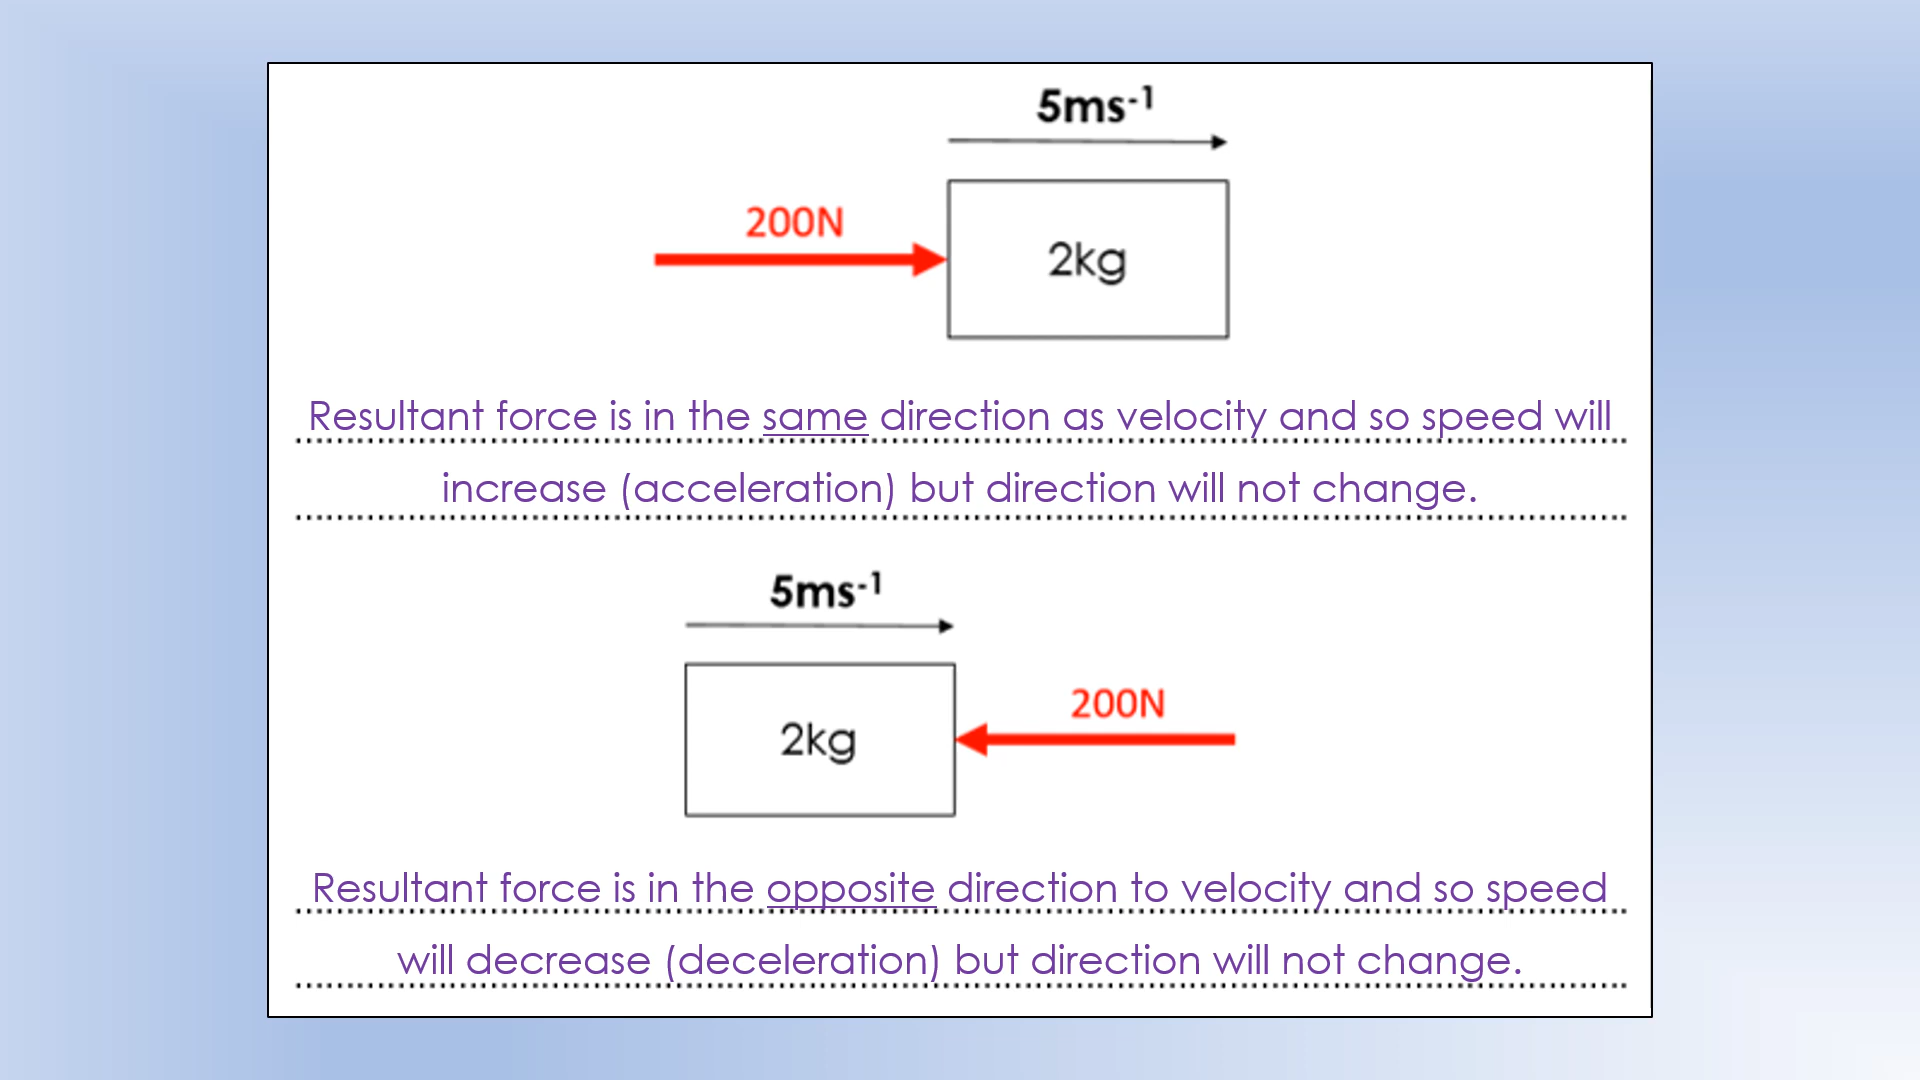 5ms⁻¹
200N
2kg
Resultant force is in the same direction as velocity and so speed will
increase (acceleration) but direction will not change.
5ms⁻¹
200N
2kg
Resultant force is in the opposite direction to velocity and so speed
will decrease (deceleration) but direction will not change.